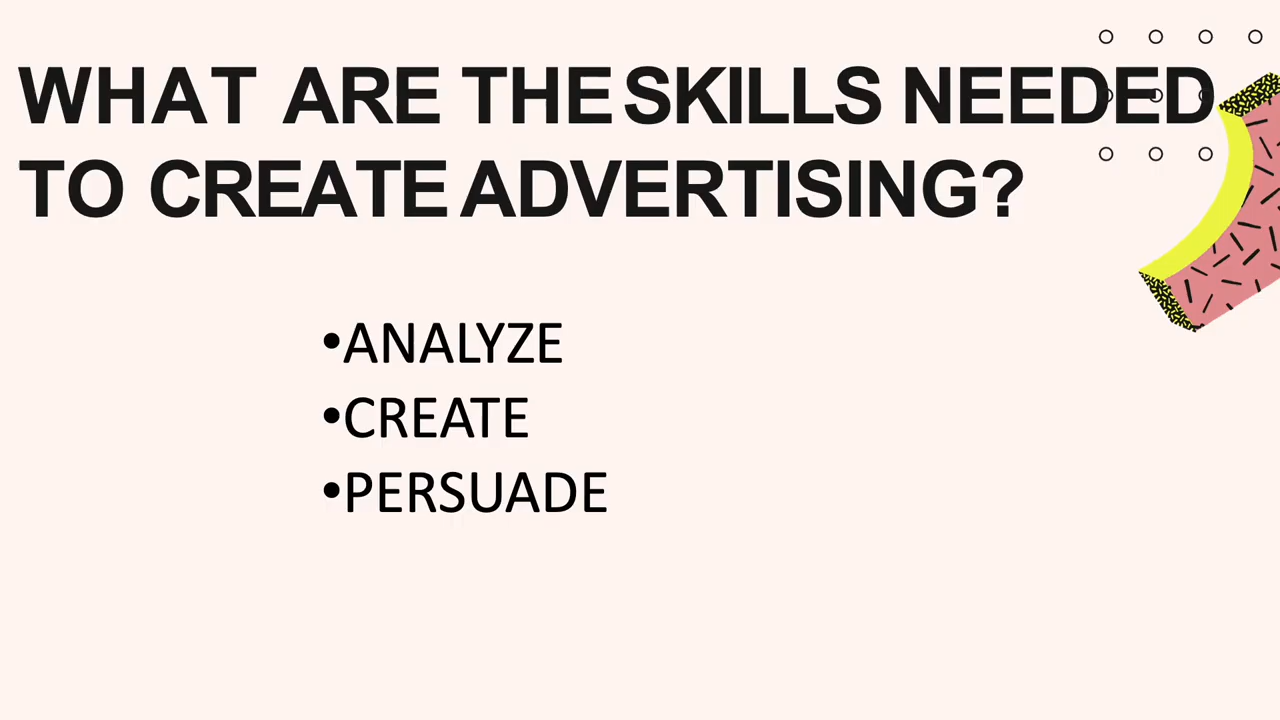 WHAT ARE THE SKILLS NEEDED
TO CREATE ADVERTISING?
•ANALYZE
•CREATE
•PERSUADE